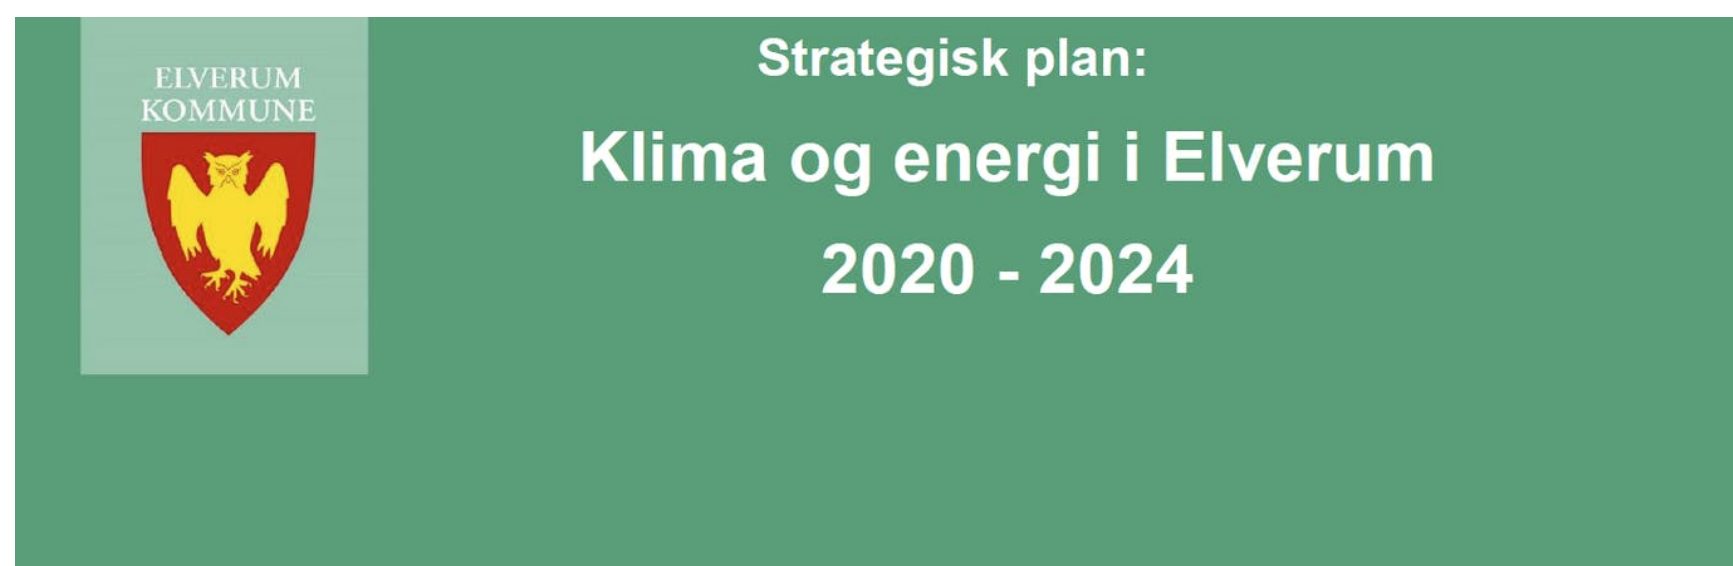 ELVERUM
KOMMUNE
Strategisk plan:
Klima og energi i Elverum
2020 - 2024